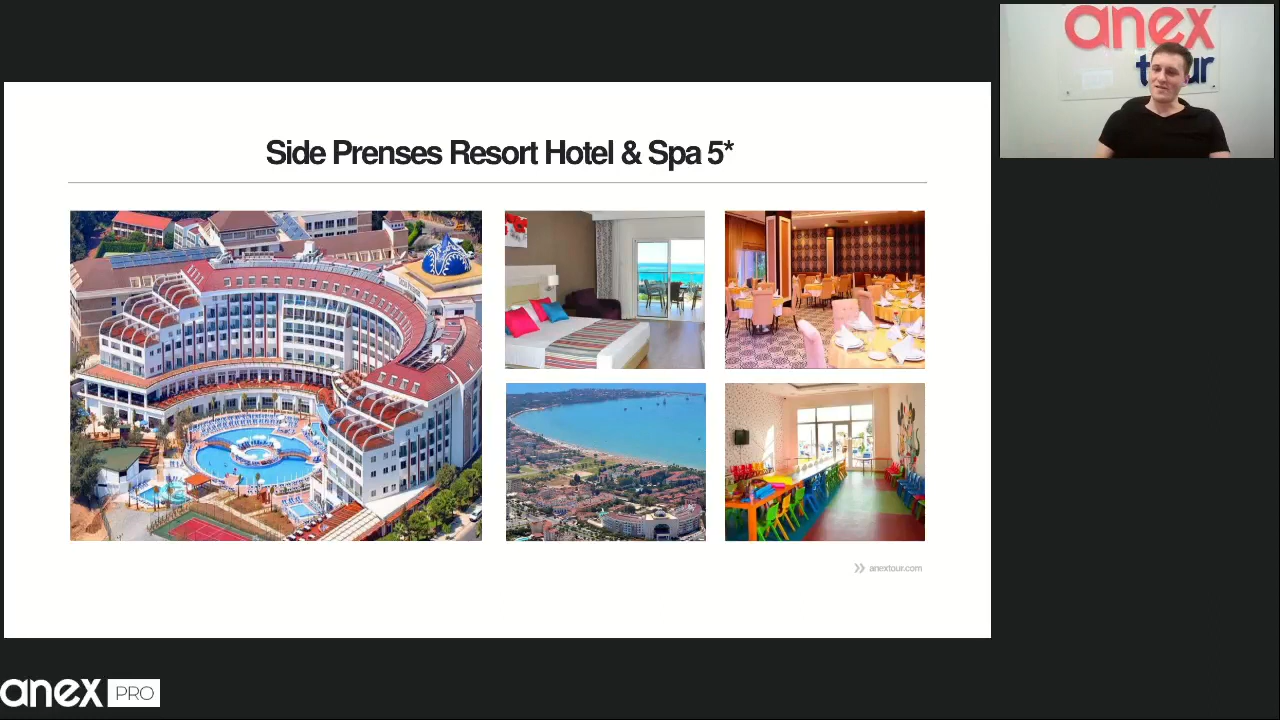 anex
tour
Side Prenses Resort Hotel & Spa 5*
anextour.com
anex PRO